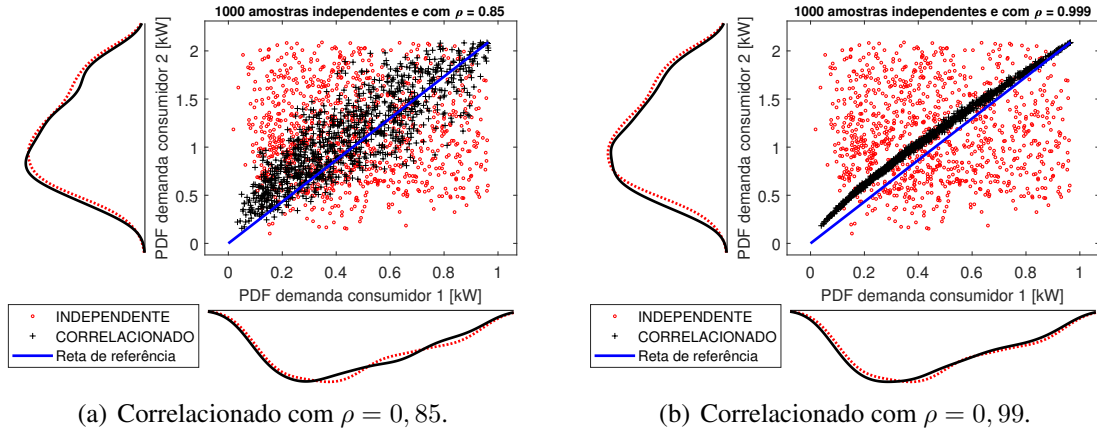 1000 amostras independentes e com ρ = 0.85
PDF demanda consumidor 2 [kW]
2
1.5
1
0.5
0
0 0.2 0.4 0.6 0.8 1
PDF demanda consumidor 1 [kW]
INDEPENDENTE
CORRELACIONADO
Reta de referência
(a) Correlacionado com ρ = 0, 85.
1000 amostras independentes e com ρ = 0.999
PDF demanda consumidor 2 [kW]
2
1.5
1
0.5
0
0 0.2 0.4 0.6 0.8 1
PDF demanda consumidor 1 [kW]
INDEPENDENTE
CORRELACIONADO
Reta de referência
(b) Correlacionado com ρ = 0, 99.